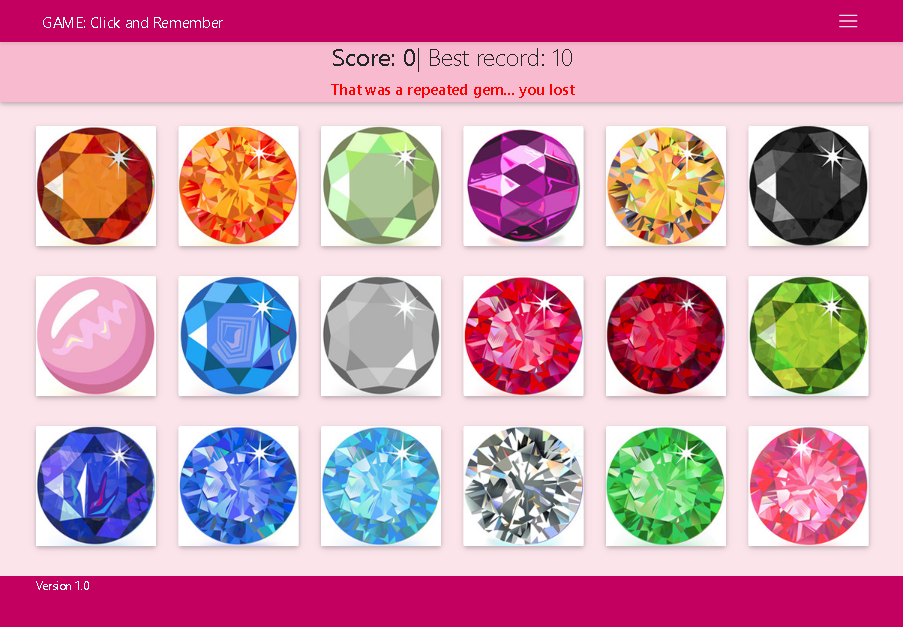 GAME: Click and Remember
Score: 0| Best record: 10
That was a repeated gem... you lost
Version 1.0